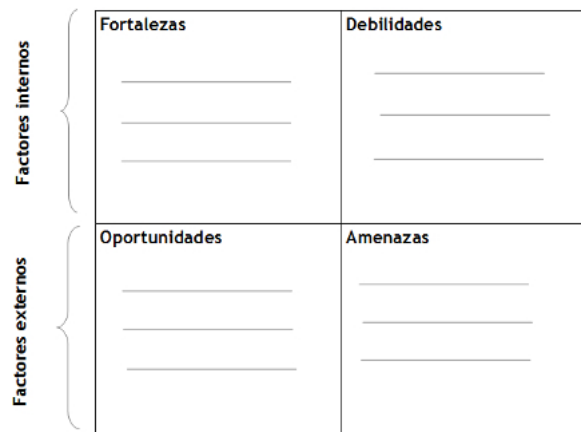 Factores internos
Fortalezas
Debilidades
Factores externos
Oportunidades
Amenazas